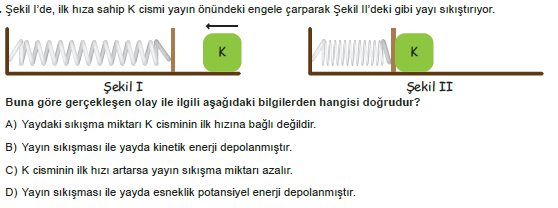 . Şekil I’de, ilk hıza sahip K cismi yayın önündeki engele çarparak Şekil II’deki gibi yayı sıkıştırıyor.
K
K
Şekil I
Şekil II
Buna göre gerçekleşen olay ile ilgili aşağıdaki bilgilerden hangisi doğrudur?
A) Yaydaki sıkışma miktarı K cisminin ilk hızına bağlı değildir.
B) Yayın sıkışması ile yayda kinetik enerji depolanmıştır.
C) K cisminin ilk hızı artarsa yayın sıkışma miktarı azalır.
D) Yayın sıkışması ile yayda esneklik potansiyel enerji depolanmıştır.